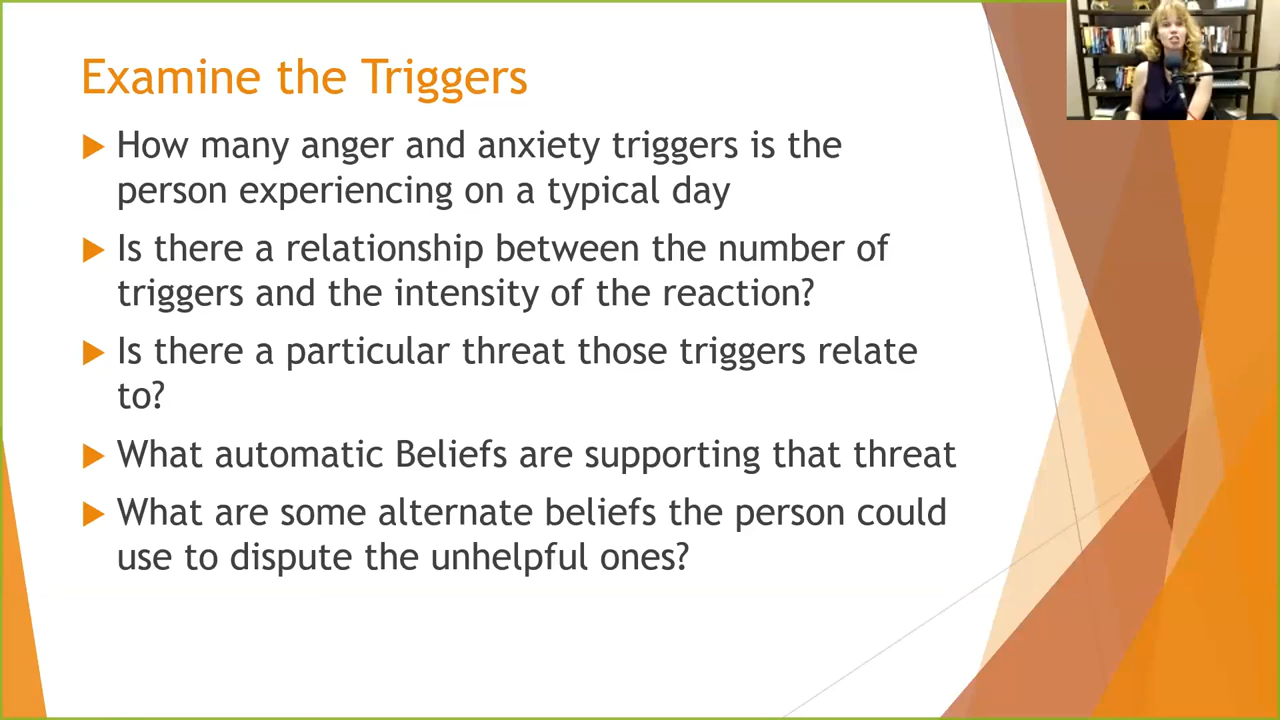 Examine the Triggers
How many anger and anxiety triggers is the
person experiencing on a typical day
Is there a relationship between the number of
triggers and the intensity of the reaction?
Is there a particular threat those triggers relate
to?
What automatic Beliefs are supporting that threat
What are some alternate beliefs the person could
use to dispute the unhelpful ones?